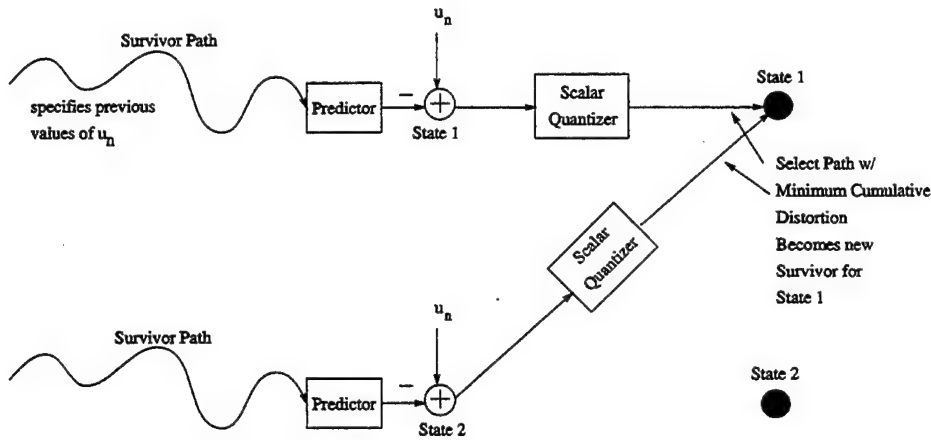 u_n
Survivor Path
specifies previous
values of u_n
Predictor
−
+
State 1
Scalar
Quantizer
State 1
Select Path w/
Minimum Cumulative
Distortion
Becomes new
Survivor for
State 1
Scalar
Quantizer
u_n
Survivor Path
Predictor
−
+
State 2
State 2